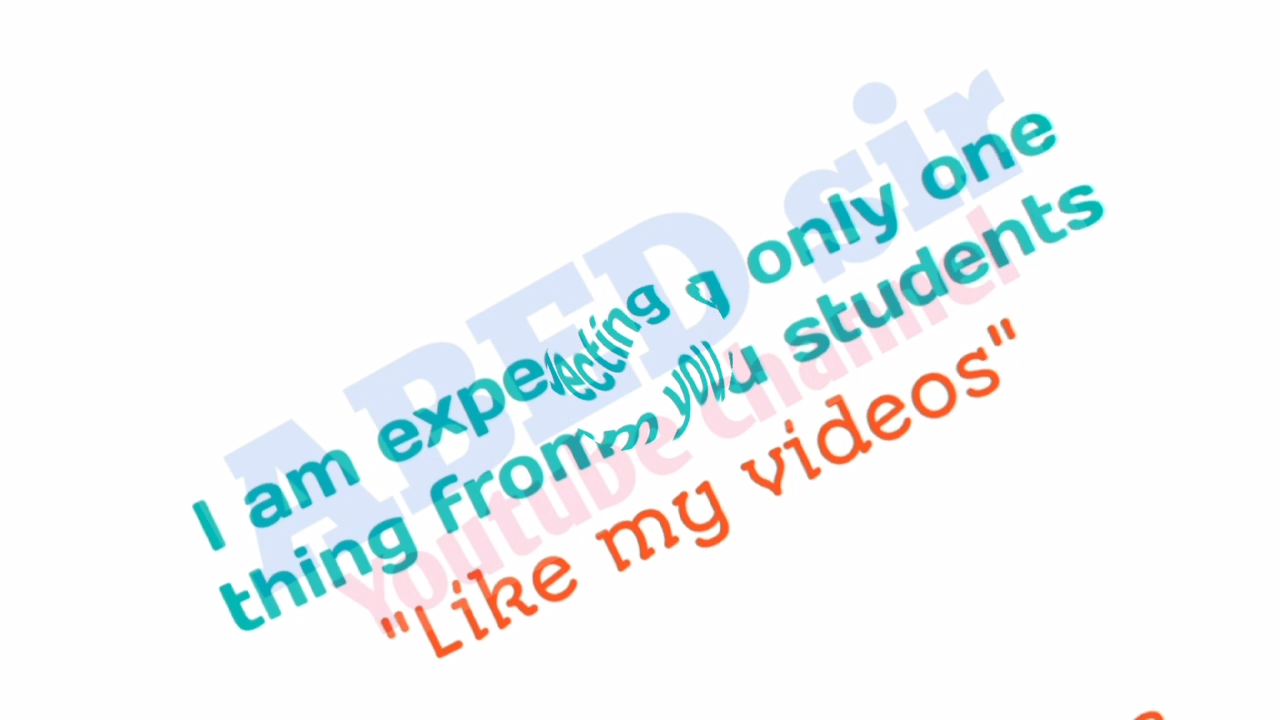 ABED sir
Youtube Channel
I am expecting only one
thing from you students
"Like my videos"